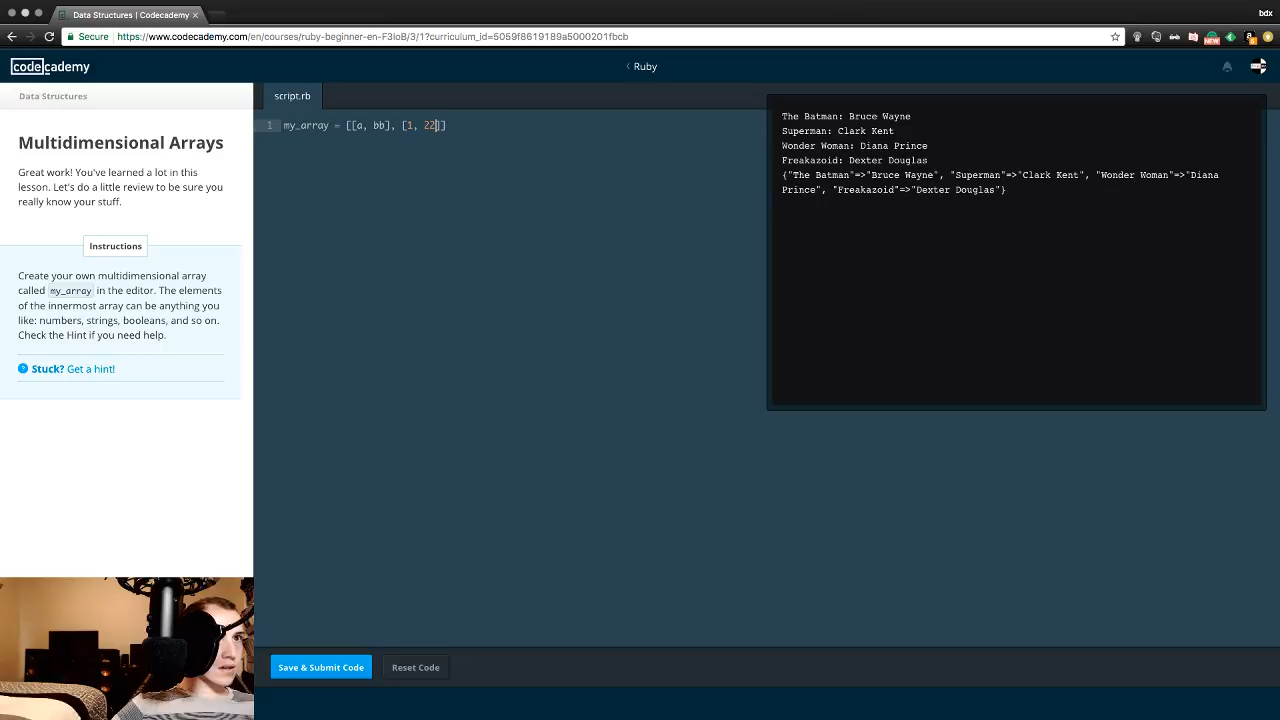 Data Structures | Codecademy
bdx
Secure
https://www.codecademy.com/en/courses/ruby-beginner-en-F3loB/3/1?curriculum_id=5059f8619189a5000201fbcb
NEW
codecademy
Ruby
Data Structures
script.rb
Multidimensional Arrays
Great work! You've learned a lot in this
lesson. Let's do a little review to be sure you
really know your stuff.
Instructions
Create your own multidimensional array
called my_array in the editor. The elements
of the innermost array can be anything you
like: numbers, strings, booleans, and so on.
Check the Hint if you need help.
? Stuck? Get a hint!
1 my_array = [[a, bb], [1, 22]]
The Batman: Bruce Wayne
Superman: Clark Kent
Wonder Woman: Diana Prince
Freakazoid: Dexter Douglas
{"The Batman"=>"Bruce Wayne", "Superman"=>"Clark Kent", "Wonder Woman"=>"Diana
Prince", "Freakazoid"=>"Dexter Douglas"}
Save & Submit Code
Reset Code